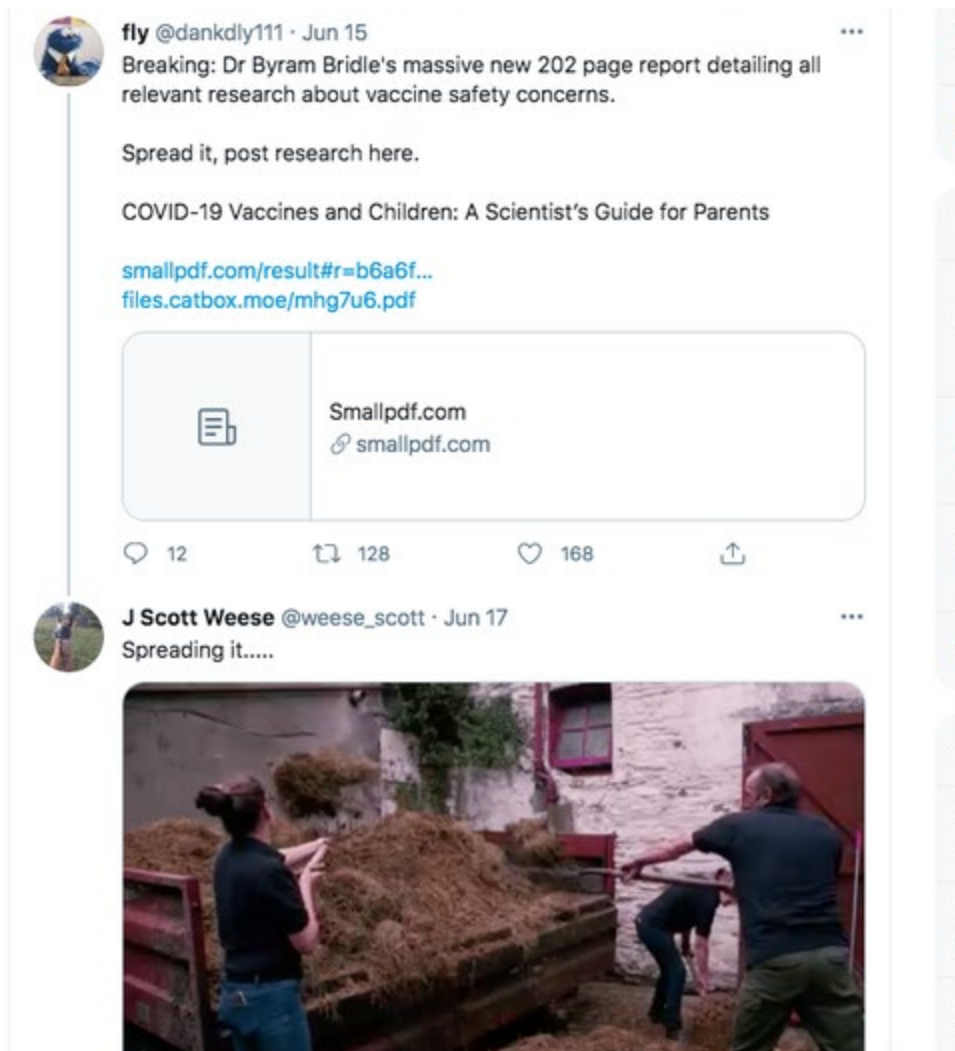 fly @dankdly111 · Jun 15
Breaking: Dr Byram Bridle's massive new 202 page report detailing all
relevant research about vaccine safety concerns.
Spread it, post research here.
COVID-19 Vaccines and Children: A Scientist's Guide for Parents
smallpdf.com/result#r=b6a6f...
files.catbox.moe/mhg7u6.pdf
Smallpdf.com
smallpdf.com
12 128 168
J Scott Weese @weese_scott · Jun 17
Spreading it.....